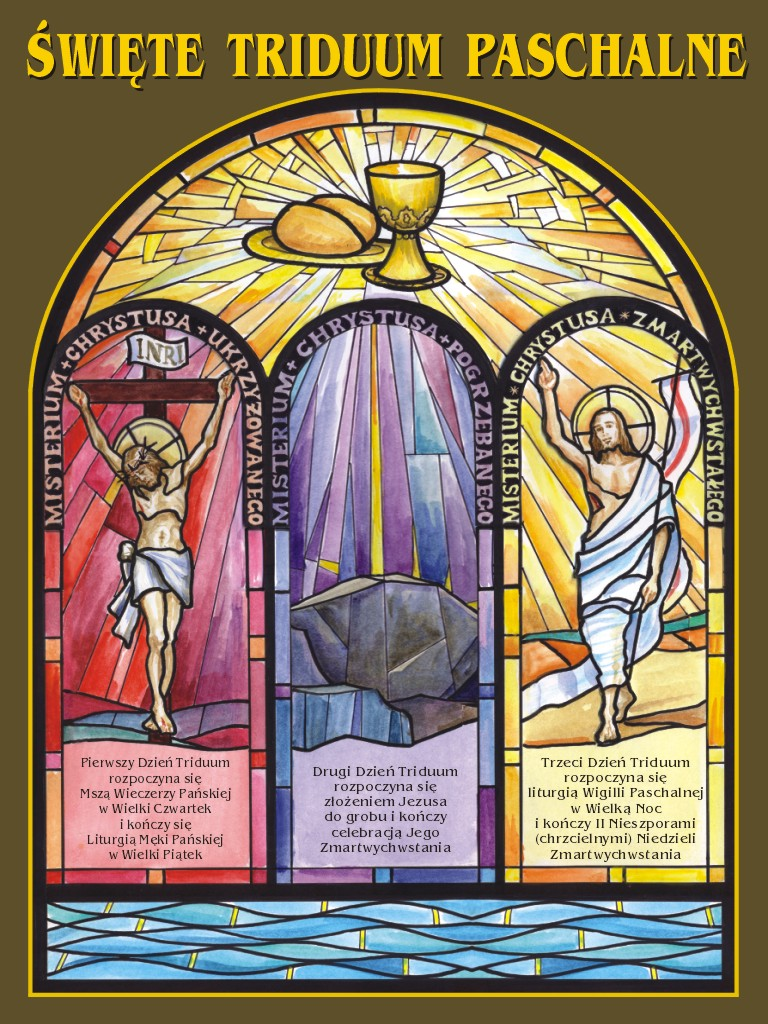 ŚWIĘTE TRIDUUM PASCHALNE
MISTERIUM + CHRYSTUSA + UKRZYŻOWANEGO
INRI
MISTERIUM + CHRYSTUSA + POGRZEBANEGO
MISTERIUM * CHRYSTUSA * ZMARTWYCHWSTAŁEGO
Pierwszy Dzień Triduum
rozpoczyna się
Mszą Wieczerzy Pańskiej
w Wielki Czwartek
i kończy się
Liturgią Męki Pańskiej
w Wielki Piątek
Drugi Dzień Triduum
rozpoczyna się
złożeniem Jezusa
do grobu i kończy
celebracją Jego
Zmartwychwstania
Trzeci Dzień Triduum
rozpoczyna się
liturgią Wigilli Paschalnej
w Wielką Noc
i kończy II Nieszporami
(chrzcielnymi) Niedzieli
Zmartwychwstania